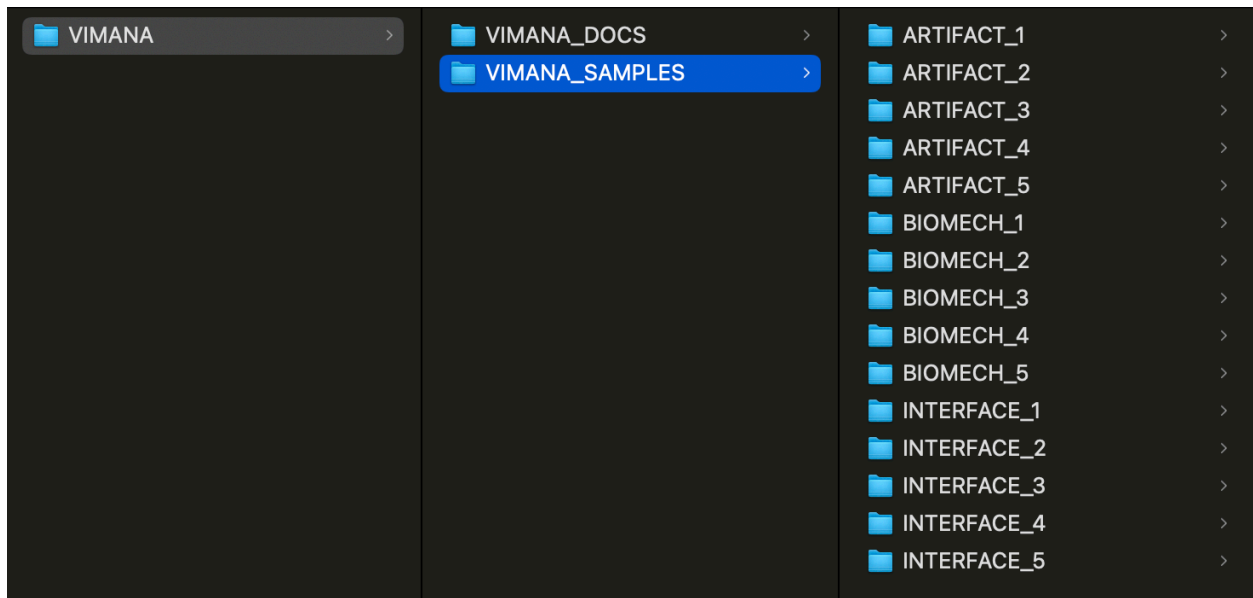 VIMANA
VIMANA_DOCS
VIMANA_SAMPLES
ARTIFACT_1
ARTIFACT_2
ARTIFACT_3
ARTIFACT_4
ARTIFACT_5
BIOMECH_1
BIOMECH_2
BIOMECH_3
BIOMECH_4
BIOMECH_5
INTERFACE_1
INTERFACE_2
INTERFACE_3
INTERFACE_4
INTERFACE_5